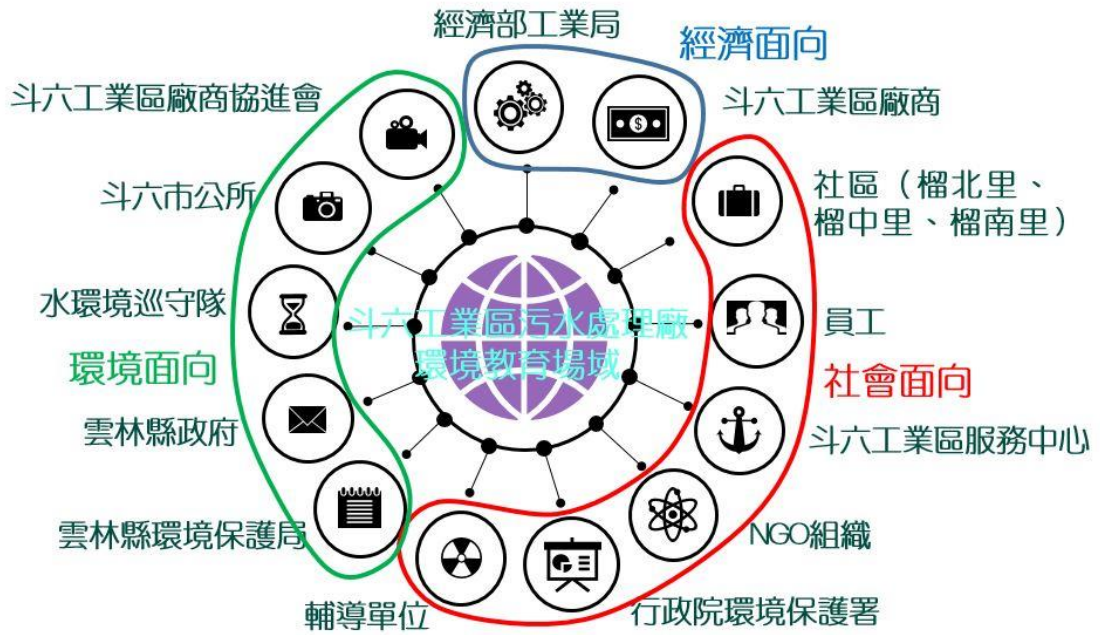 經濟部工業局
經濟面向
斗六工業區廠商
社區（榴北里、
榴中里、榴南里）
員工
社會面向
斗六工業區服務中心
NGO組織
行政院環境保護署
輔導單位
雲林縣環境保護局
雲林縣政府
環境面向
水環境巡守隊
斗六市公所
斗六工業區廠商協進會
斗六工業區污水處理廠
環境教育場域
$